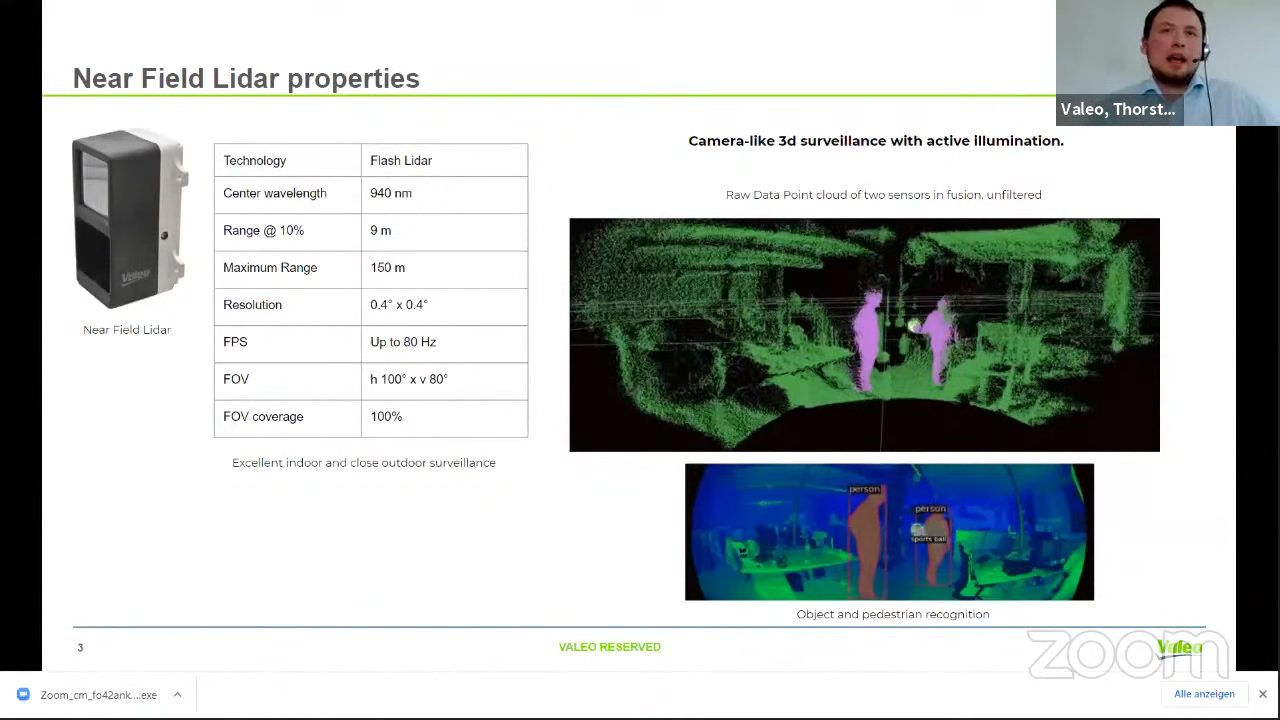 Near Field Lidar properties
Valeo, Thorst...
Valeo
Near Field Lidar
Technology Flash Lidar
Center wavelength 940 nm
Range @ 10% 9 m
Maximum Range 150 m
Resolution 0.4° x 0.4°
FPS Up to 80 Hz
FOV h 100° x v 80°
FOV coverage 100%
Excellent indoor and close outdoor surveillance
Camera-like 3d surveillance with active illumination.
Raw Data Point cloud of two sensors in fusion, unfiltered
person
person
sports ball
Object and pedestrian recognition
3
VALEO RESERVED
Valeo
zoom
Zoom_cm_fo42ank....exe
Alle anzeigen